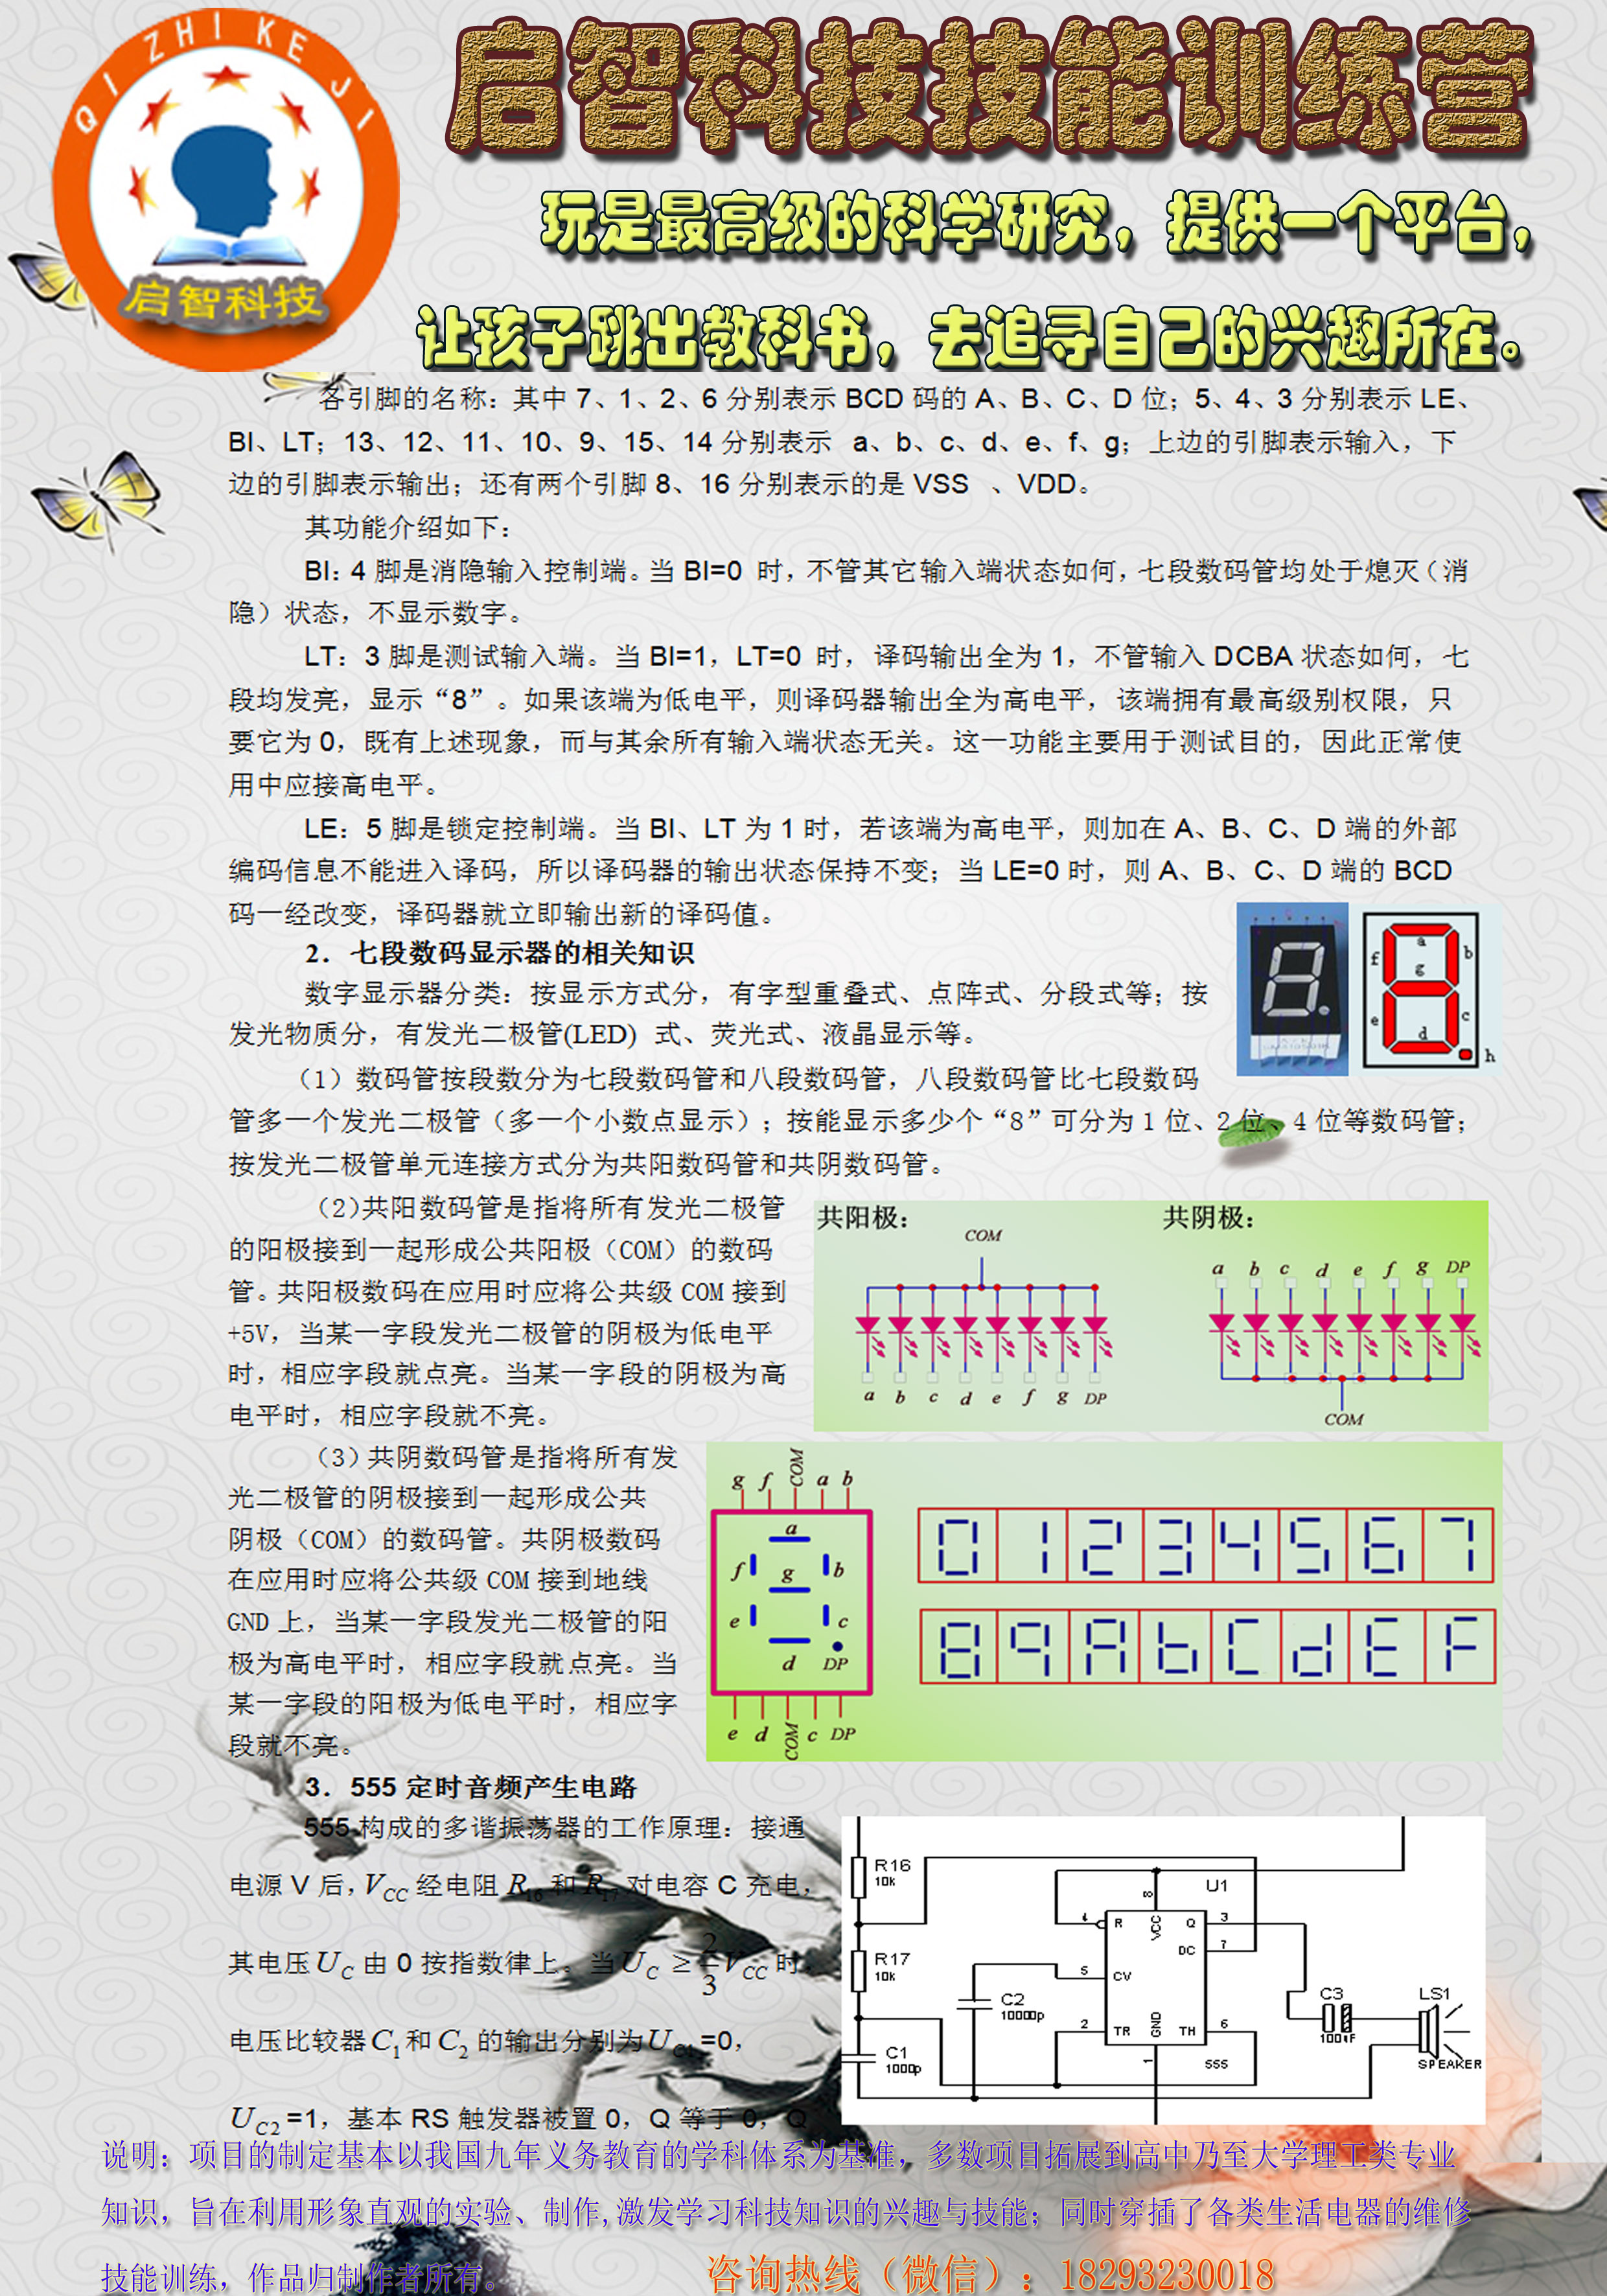 QI ZHI KE JI
启智科技
启智科技技能训练营
玩是最高级的科学研究，提供一个平台，
让孩子跳出教科书，去追寻自己的兴趣所在。
各引脚的名称：其中 7、1、2、6 分别表示 BCD 码的 A、B、C、D 位；5、4、3 分别表示 LE、
BI、LT；13、12、11、10、9、15、14 分别表示 a、b、c、d、e、f、g；上边的引脚表示输入，下
边的引脚表示输出；还有两个引脚 8、16 分别表示的是 VSS 、VDD。
其功能介绍如下：
BI：4 脚是消隐输入控制端。当 BI=0 时，不管其它输入端状态如何，七段数码管均处于熄灭（消
隐）状态，不显示数字。
LT：3 脚是测试输入端。当 BI=1，LT=0 时，译码输出全为 1，不管输入 DCBA 状态如何，七
段均发亮，显示“8”。如果该端为低电平，则译码器输出全为高电平，该端拥有最高级别权限，只
要它为 0，既有上述现象，而与其余所有输入端状态无关。这一功能主要用于测试目的，因此正常使
用中应接高电平。
LE：5 脚是锁定控制端。当 BI、LT 为 1 时，若该端为高电平，则加在 A、B、C、D 端的外部
编码信息不能进入译码，所以译码器的输出状态保持不变；当 LE=0 时，则 A、B、C、D 端的 BCD
码一经改变，译码器就立即输出新的译码值。
2．七段数码显示器的相关知识
数字显示器分类：按显示方式分，有字型重叠式、点阵式、分段式等；按
发光物质分，有发光二极管(LED) 式、荧光式、液晶显示等。
a
f b
g
e c
d
h
（1）数码管按段数分为七段数码管和八段数码管，八段数码管比七段数码
管多一个发光二极管（多一个小数点显示）；按能显示多少个“8”可分为 1 位、2 位、4 位等数码管；
按发光二极管单元连接方式分为共阳数码管和共阴数码管。
（2）共阳数码管是指将所有发光二极管
的阳极接到一起形成公共阳极（COM）的数码
管。共阳极数码在应用时应将公共级 COM 接到
+5V，当某一字段发光二极管的阴极为低电平
时，相应字段就点亮。当某一字段的阴极为高
电平时，相应字段就不亮。
共阳极：
COM
a b c d e f g DP
共阴极：
a b c d e f g DP
COM
（3）共阴数码管是指将所有发
光二极管的阴极接到一起形成公共
阴极（COM）的数码管。共阴极数码
在应用时应将公共级 COM 接到地线
GND 上，当某一字段发光二极管的阳
极为高电平时，相应字段就点亮。当
某一字段的阳极为低电平时，相应字
段就不亮。
g f COM a b
a
f g b
e c
d DP
e d COM c DP
0 1 2 3 4 5 6 7
8 9 A b C d E F
3．555 定时音频产生电路
555 构成的多谐振荡器的工作原理：接通
电源 V 后，V_CC 经电阻 R_16 和 R_17 对电容 C 充电，
其电压 U_C 由 0 按指数律上。当 U_C ≥ 2/3 V_CC 时，
电压比较器 C_1 和 C_2 的输出分别为 U_C1 =0，
U_C2 =1，基本 RS 触发器被置 0，Q 等于 0，Q
R16
10k
U1
8
4 R VCC Q 3
DC 7
R17
10k
5 CV
C2
10000p
C3
100uF
LS1
2 TR GND TH 6
1
555
C1
1000p
SPEAKER
说明：项目的制定基本以我国九年义务教育的学科体系为基准，多数项目拓展到高中乃至大学理工类专业
知识，旨在利用形象直观的实验、制作,激发学习科技知识的兴趣与技能；同时穿插了各类生活电器的维修
技能训练，作品归制作者所有。
咨询热线（微信）：18293230018